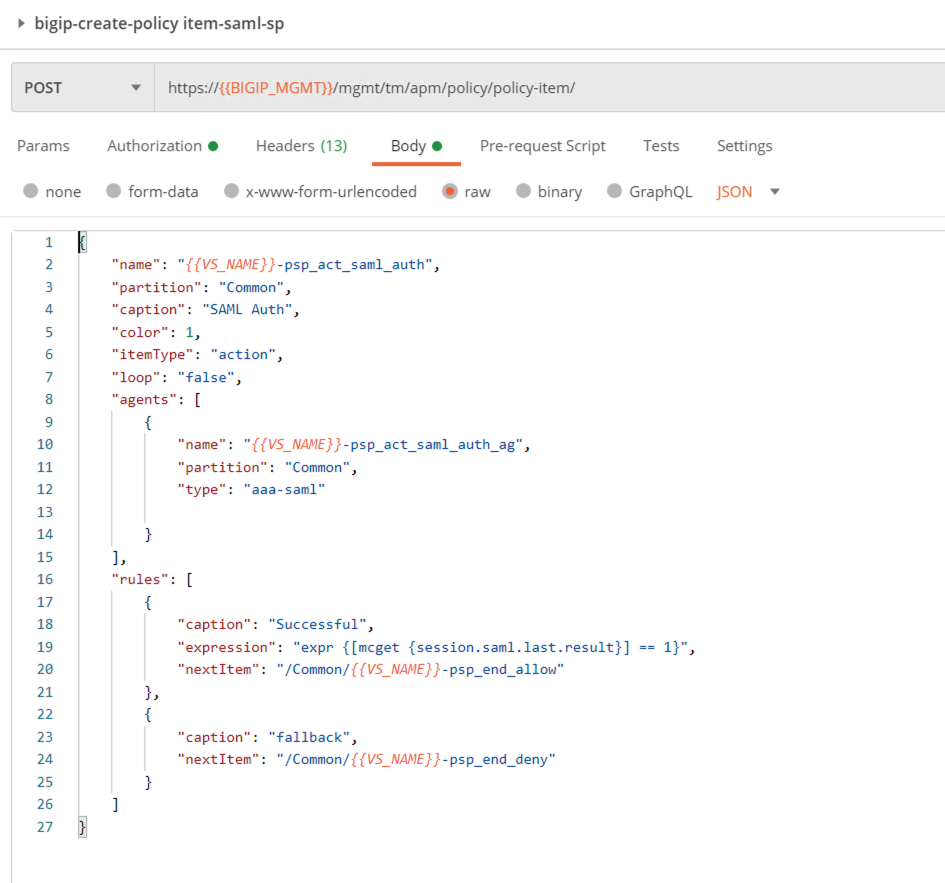 bigip-create-policy item-saml-sp
POST https://{{BIGIP_MGMT}}/mgmt/tm/apm/policy/policy-item/
Params Authorization Headers (13) Body Pre-request Script Tests Settings
none form-data x-www-form-urlencoded raw binary GraphQL JSON
1 {
2 "name": "{{VS_NAME}}-psp_act_saml_auth",
3 "partition": "Common",
4 "caption": "SAML Auth",
5 "color": 1,
6 "itemType": "action",
7 "loop": "false",
8 "agents": [
9 {
10 "name": "{{VS_NAME}}-psp_act_saml_auth_ag",
11 "partition": "Common",
12 "type": "aaa-saml"
13
14 }
15 ],
16 "rules": [
17 {
18 "caption": "Successful",
19 "expression": "expr {[mcget {session.saml.last.result}] == 1}",
20 "nextItem": "/Common/{{VS_NAME}}-psp_end_allow"
21 },
22 {
23 "caption": "fallback",
24 "nextItem": "/Common/{{VS_NAME}}-psp_end_deny"
25 }
26 ]
27 }